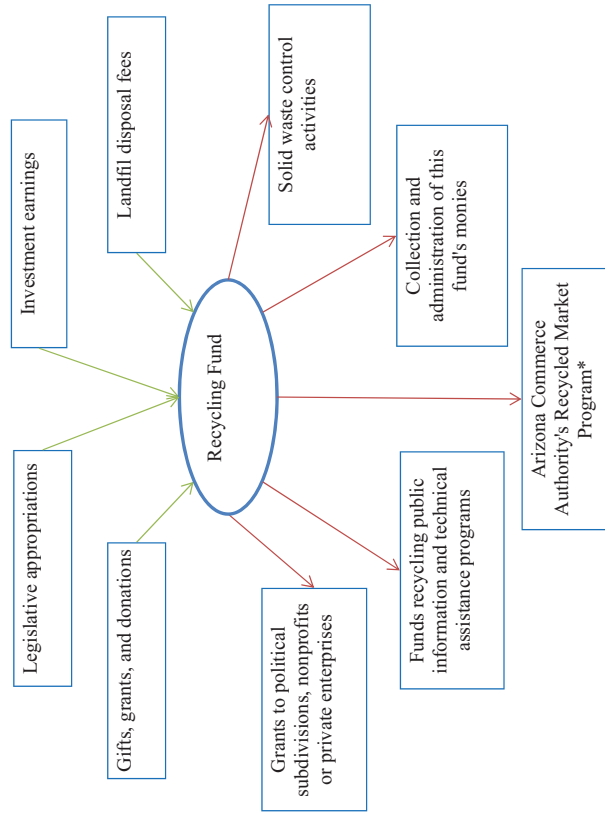 Legislative appropriations
Investment earnings
Gifts, grants, and donations
Landfill disposal fees
Recycling Fund
Grants to political
subdivisions, nonprofits
or private enterprises
Solid waste control
activities
Funds recycling public
information and technical
assistance programs
Collection and
administration of this
fund's monies
Arizona Commerce
Authority's Recycled Market
Program*